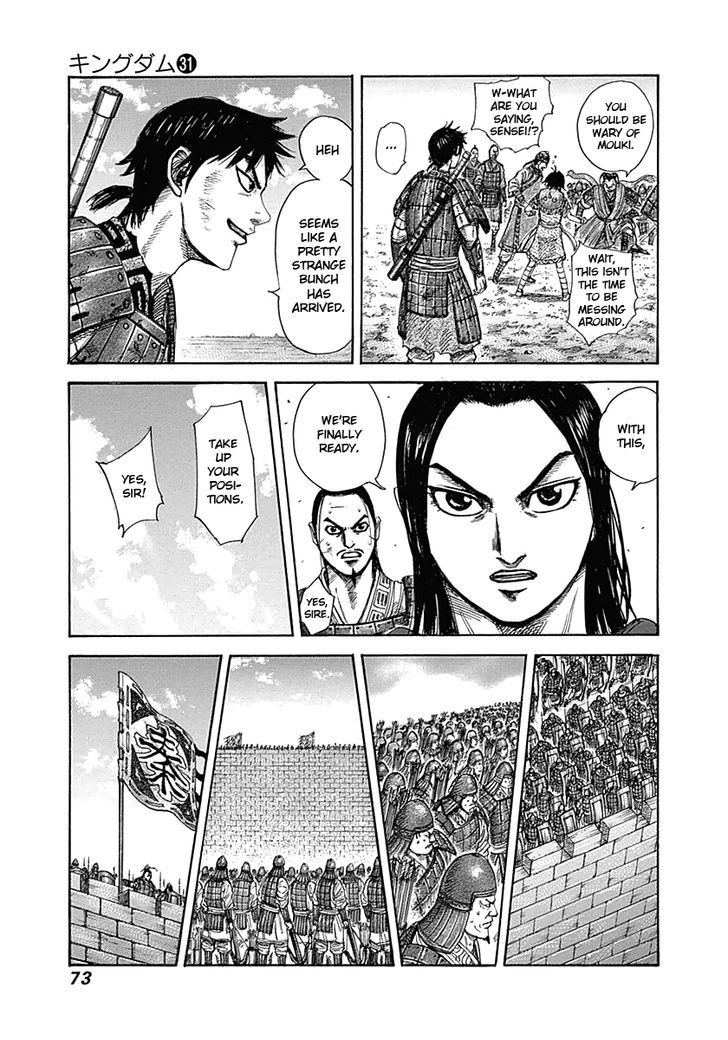 キングダム31
YOU
SHOULD
BE WARY
OF
MOUKI.
W-WHAT
ARE YOU
SAYING,
SENSEI!?
...
WAIT,
THIS ISN'T
THE TIME
TO BE
MESSING
AROUND.
HEH
SEEMS
LIKE A
PRETTY
STRANGE
BUNCH
HAS
ARRIVED.
WITH
THIS,
WE'RE
FINALLY
READY.
YES,
SIRE.
TAKE
UP
YOUR
POSI-
TIONS.
YES,
SIR!
73